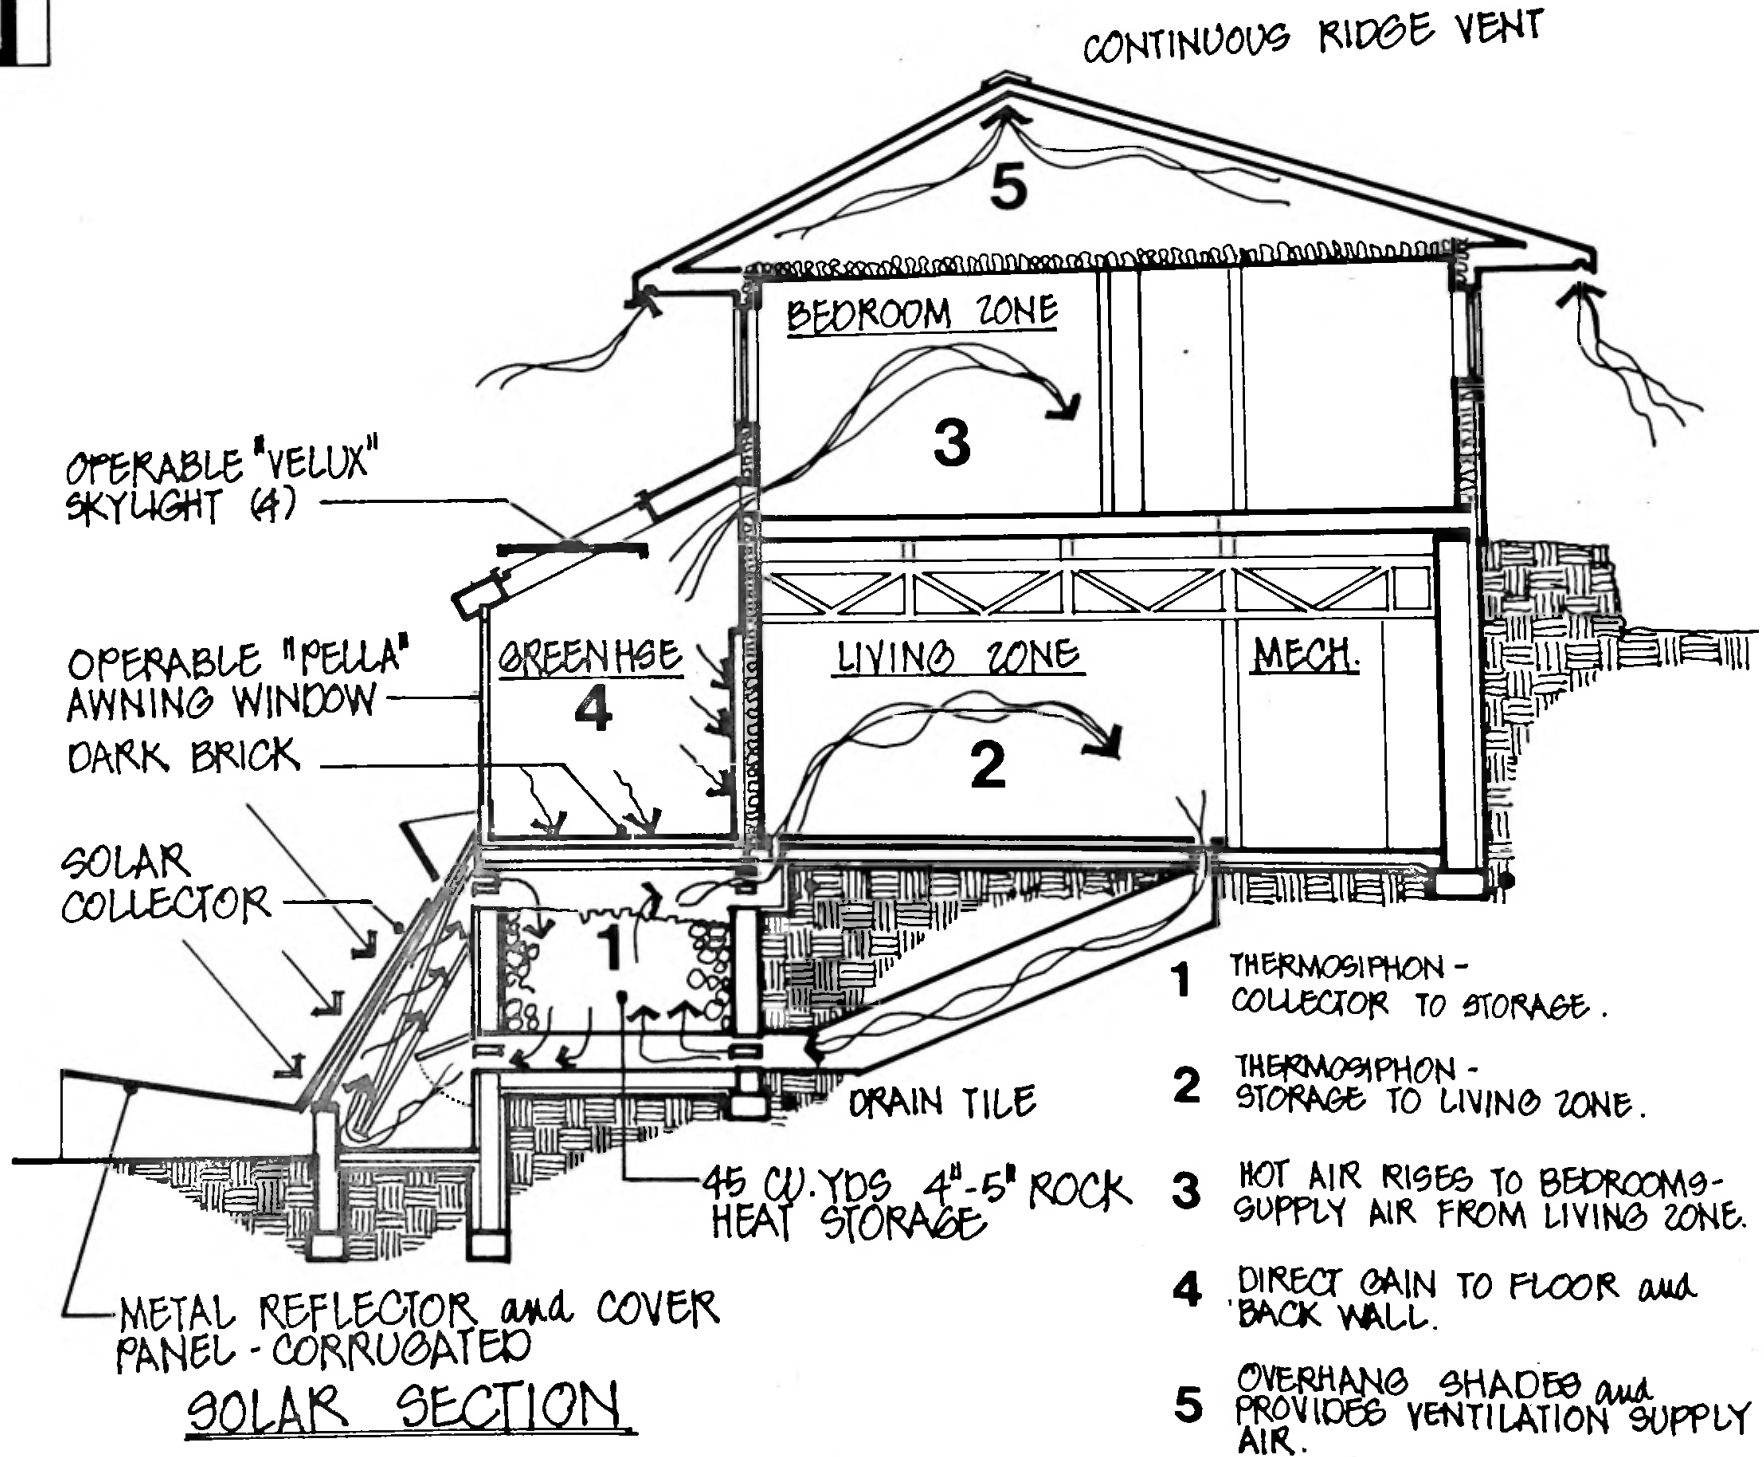 CONTINUOUS RIDGE VENT
5
BEDROOM ZONE
3
OPERABLE "VELUX"
SKYLIGHT (4)
OPERABLE "PELLA"
AWNING WINDOW
DARK BRICK
GREENHSE
4
LIVING ZONE
MECH.
2
SOLAR
COLLECTOR
1
DRAIN TILE
45 CU.YDS 4"-5" ROCK
HEAT STORAGE
METAL REFLECTOR and COVER
PANEL - CORRUGATED
SOLAR SECTION
1 THERMOSIPHON -
COLLECTOR TO STORAGE.
2 THERMOSIPHON -
STORAGE TO LIVING ZONE.
3 HOT AIR RISES TO BEDROOMS-
SUPPLY AIR FROM LIVING ZONE.
4 DIRECT GAIN TO FLOOR and
BACK WALL.
5 OVERHANG SHADES and
PROVIDES VENTILATION SUPPLY
AIR.